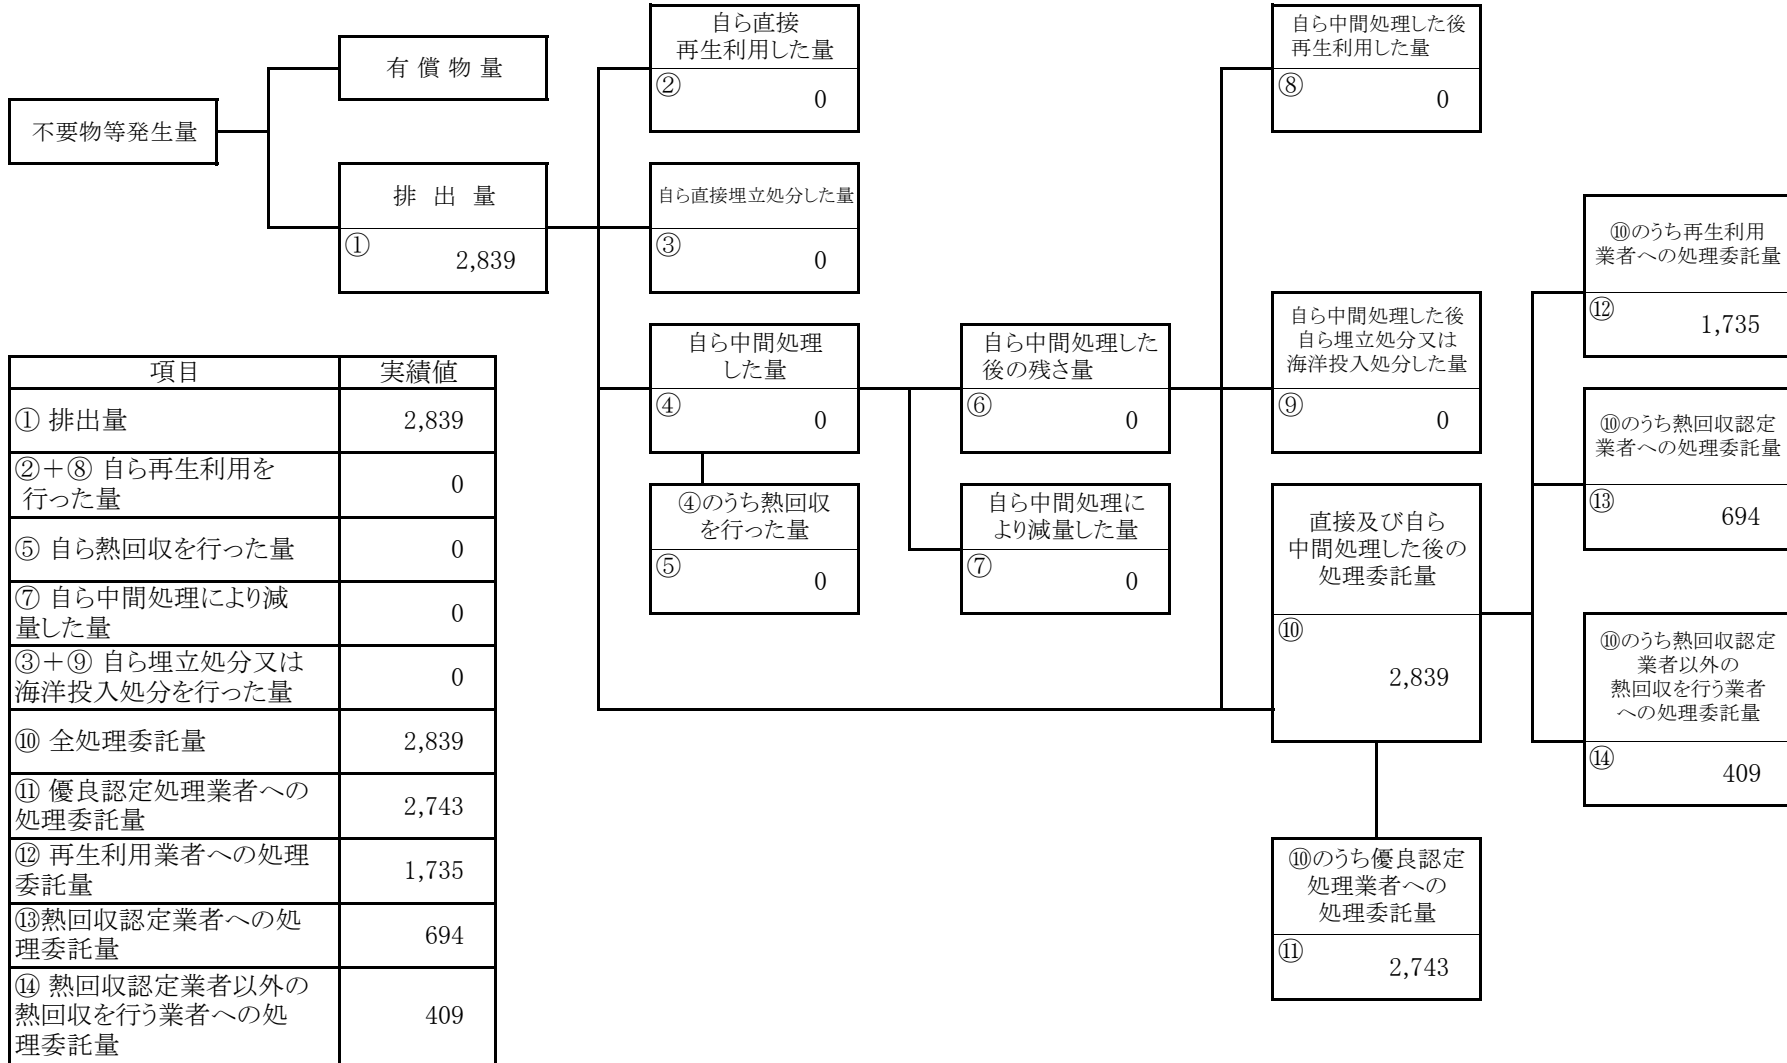 自ら直接
再生利用した量
②
0
自ら中間処理した後
再生利用した量
⑧
0
有 償 物 量
不要物等発生量
排 出 量
①
2,839
自ら直接埋立処分した量
③
0
⑩のうち再生利用
業者への処理委託量
⑫
1,735
自ら中間処理
した量
④
0
自ら中間処理した
後の残さ量
⑥
0
自ら中間処理した後
自ら埋立処分又は
海洋投入処分した量
⑨
0
⑩のうち熱回収認定
業者への処理委託量
⑬
694
④のうち熱回収
を行った量
⑤
0
自ら中間処理に
より減量した量
⑦
0
直接及び自ら
中間処理した後の
処理委託量
⑩
2,839
⑩のうち熱回収認定
業者以外の
熱回収を行う業者
への処理委託量
⑭
409
⑩のうち優良認定
処理業者への
処理委託量
⑪
2,743
項目 実績値
① 排出量 2,839
②＋⑧ 自ら再生利用を
行った量 0
⑤ 自ら熱回収を行った量 0
⑦ 自ら中間処理により減
量した量 0
③＋⑨ 自ら埋立処分又は
海洋投入処分を行った量 0
⑩ 全処理委託量 2,839
⑪ 優良認定処理業者への
処理委託量 2,743
⑫ 再生利用業者への処理
委託量 1,735
⑬熱回収認定業者への処
理委託量 694
⑭ 熱回収認定業者以外の
熱回収を行う業者への処
理委託量 409